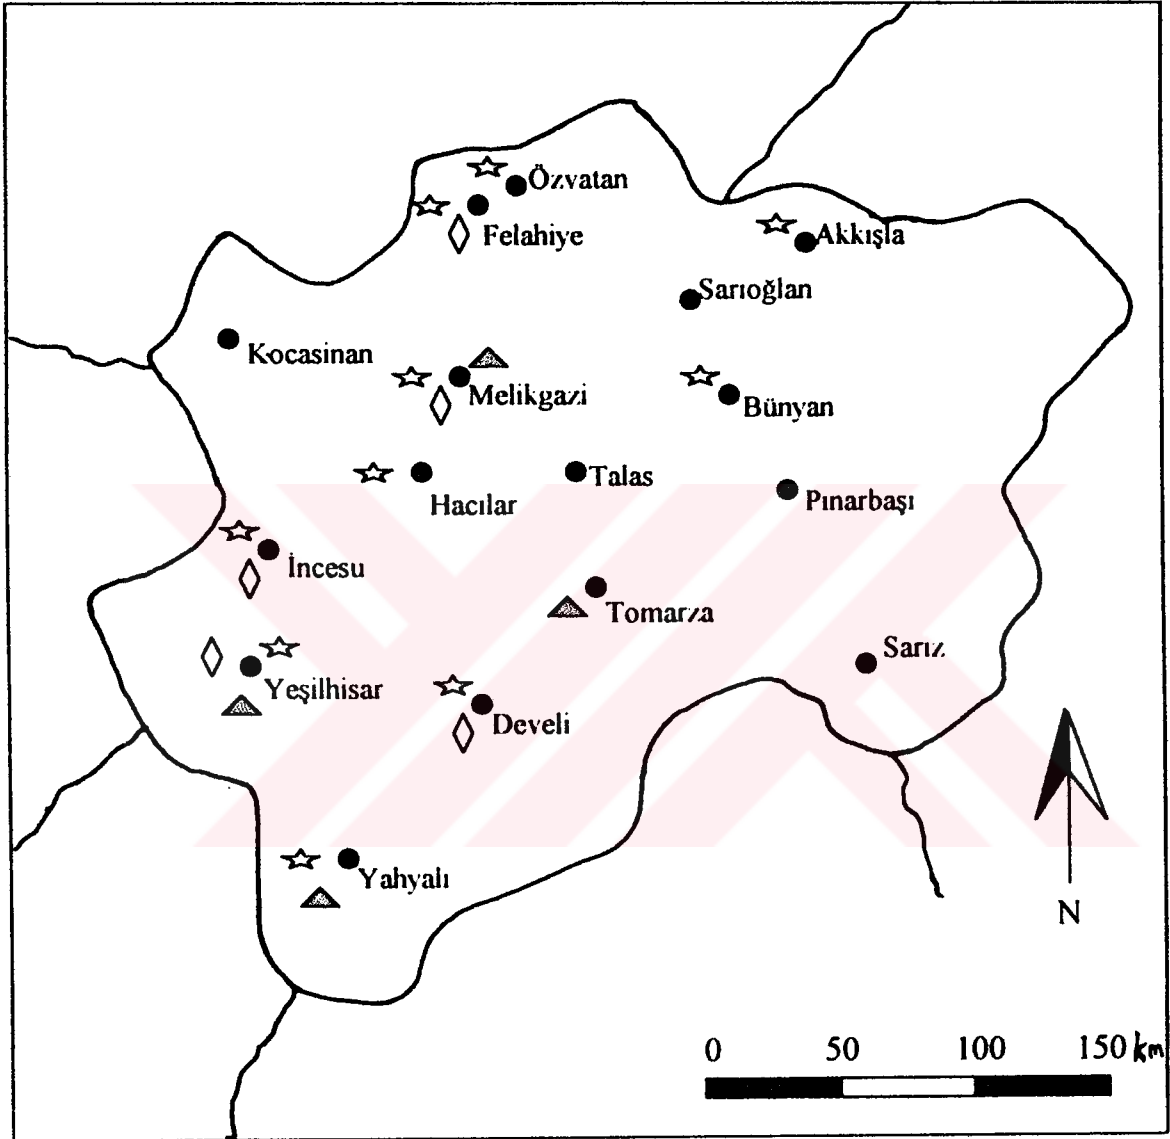 Özvatan
Felahiye
Akkışla
Sarıoğlan
Kocasinan
Melikgazi
Bünyan
Talas
Hacılar
Pınarbaşı
İncesu
Tomarza
Sarız
Yeşilhisar
Develi
Yahyalı
N
0 50 100 150 km